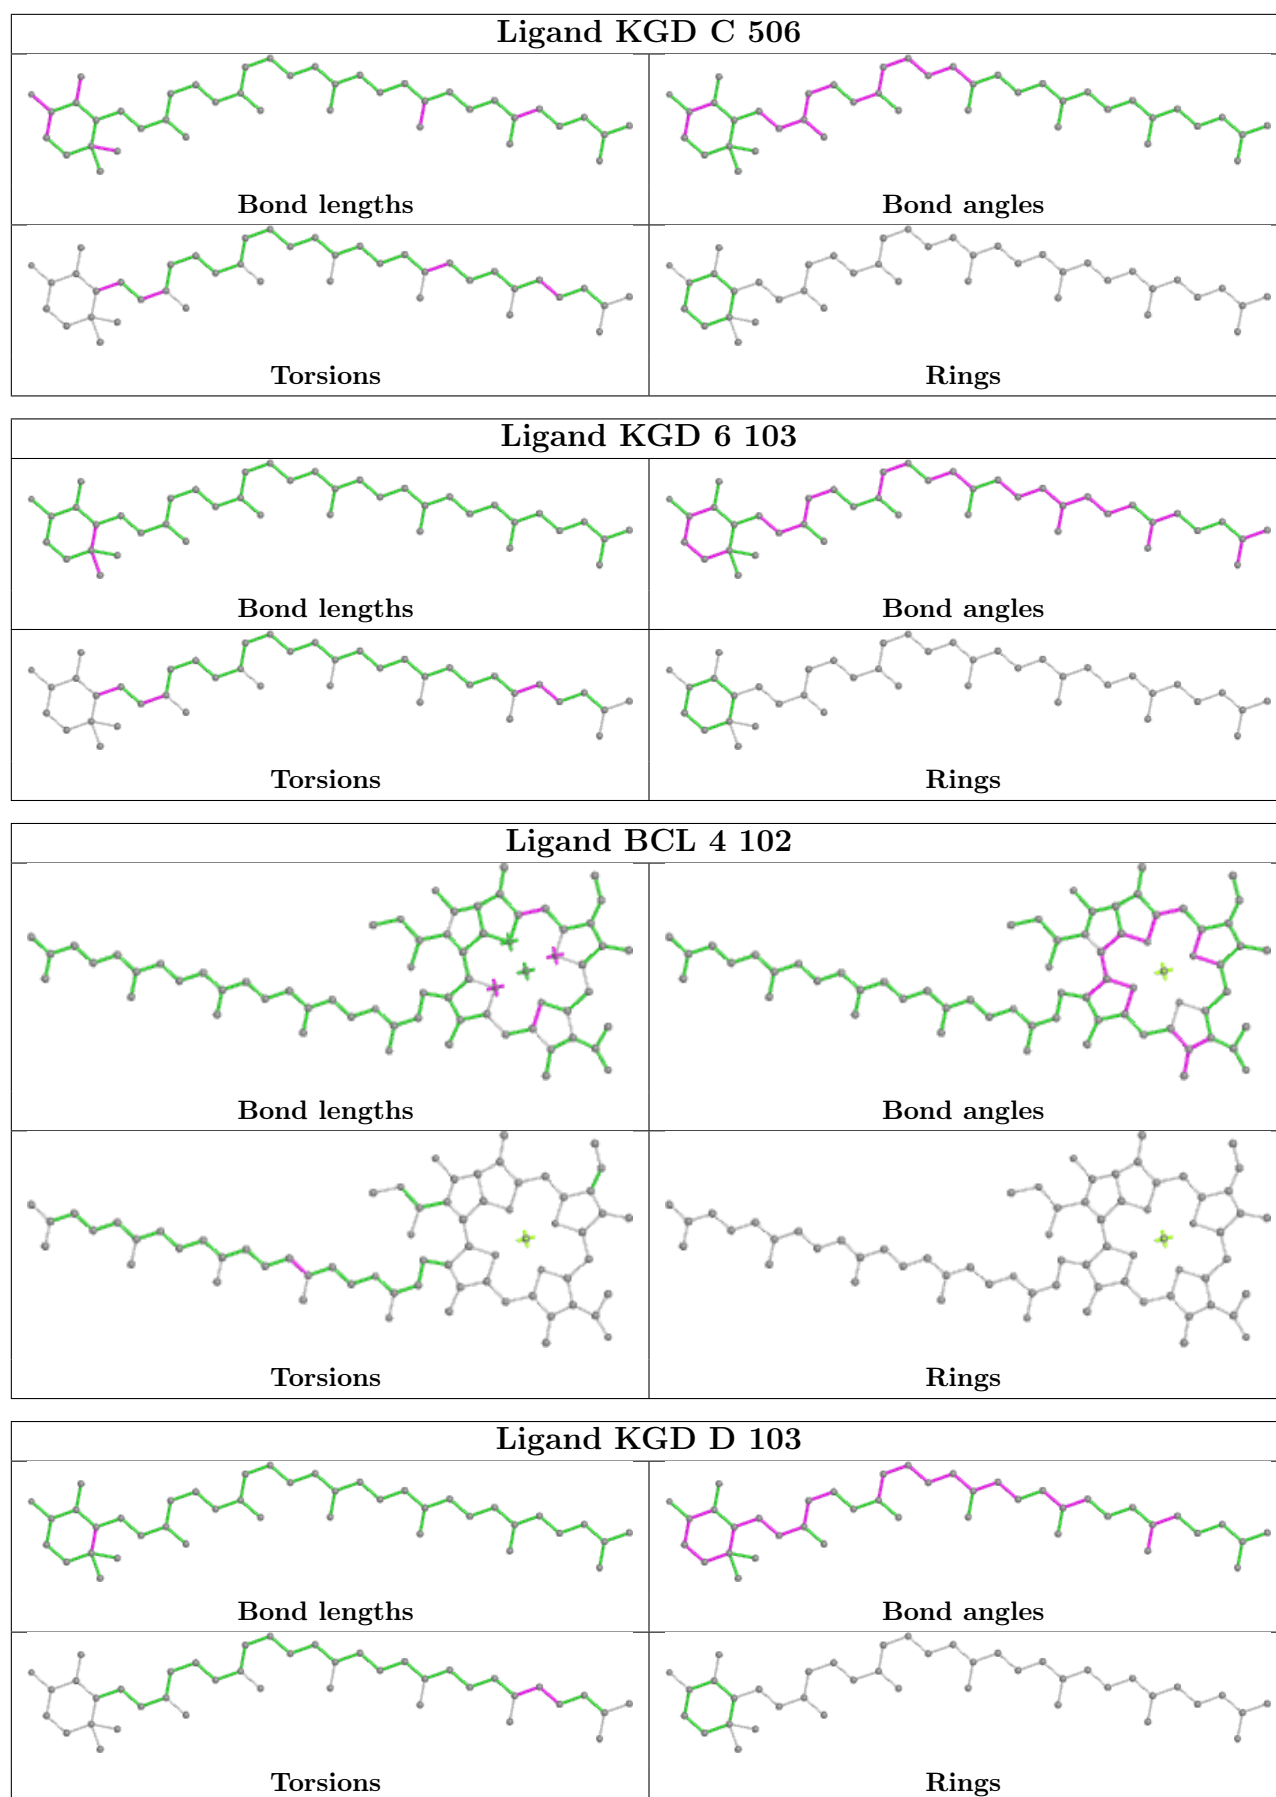 Ligand KGD C 506
Bond lengths
Bond angles
Torsions
Rings
Ligand KGD 6 103
Bond lengths
Bond angles
Torsions
Rings
Ligand BCL 4 102
Bond lengths
Bond angles
Torsions
Rings
Ligand KGD D 103
Bond lengths
Bond angles
Torsions
Rings